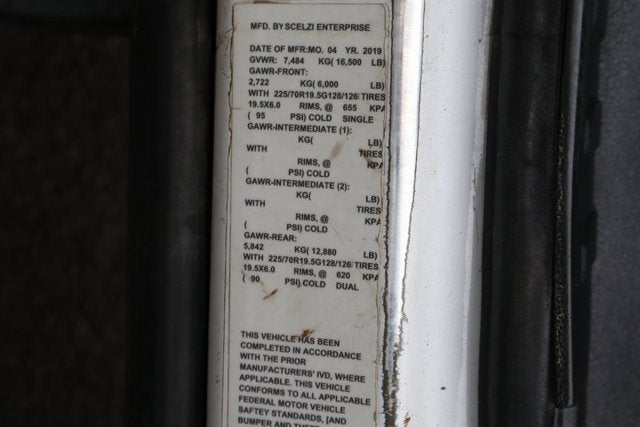 MFD. BY SCELZI ENTERPRISE
DATE OF MFR:MO. 04 YR. 2019
GVWR: 7,484 KG( 16,500 LB)
GAWR-FRONT:
2,722 KG( 6,000 LB)
WITH 225/70R19.5G128/126 TIRES
19.5X6.0 RIMS, @ 655 KPA
( 95 PSI) COLD SINGLE
GAWR-INTERMEDIATE (1):
KG( LB)
WITH TIRES
RIMS, @ KPA
( PSI) COLD
GAWR-INTERMEDIATE (2):
KG( LB)
WITH TIRES
RIMS, @ KPA
( PSI) COLD
GAWR-REAR:
5,842 KG( 12,880 LB)
WITH 225/70R19.5G128/126 TIRES
19.5X6.0 RIMS, @ 620 KPA
( 90 PSI) COLD DUAL
THIS VEHICLE HAS BEEN
COMPLETED IN ACCORDANCE
WITH THE PRIOR
MANUFACTURERS' IVD, WHERE
APPLICABLE. THIS VEHICLE
CONFORMS TO ALL APPLICABLE
FEDERAL MOTOR VEHICLE
SAFTEY STANDARDS, [AND
BUMPER AND